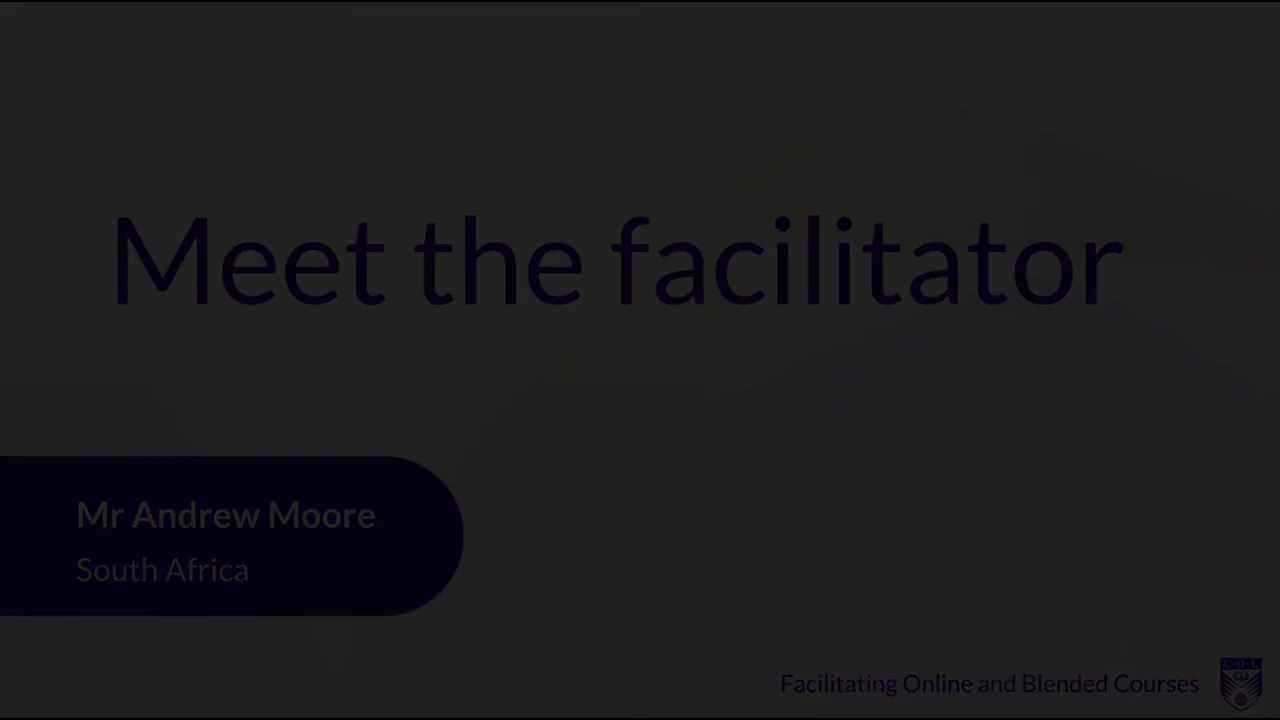 Meet the facilitator
Mr Andrew Moore
South Africa
Facilitating Online and Blended Courses
C·O·L